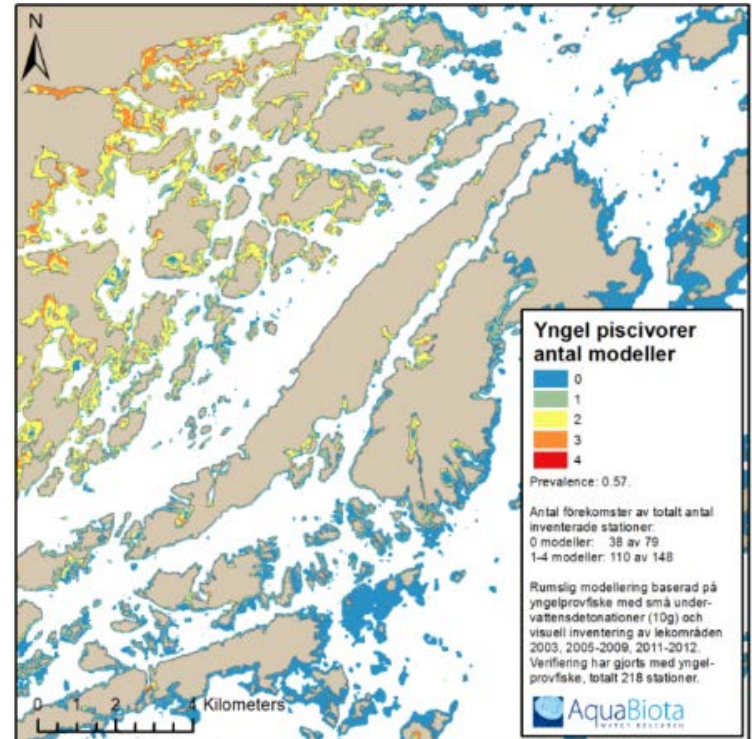 N
Yngel piscivorer
antal modeller
0
1
2
3
4
Prevalence: 0.57.
Antal förekomster av totalt antal
inventerade stationer:
0 modeller: 38 av 79
1-4 modeller: 110 av 148
Rumslig modellering baserad på
yngelprovfiske med små under-
vattensdetonationer (10g) och
visuell inventering av lekområden
2003, 2005-2009, 2011-2012.
Verifiering har gjorts med yngel-
provfiske, totalt 218 stationer.
AquaBiota
WATER RESEARCH
0 1 2 4 Kilometers